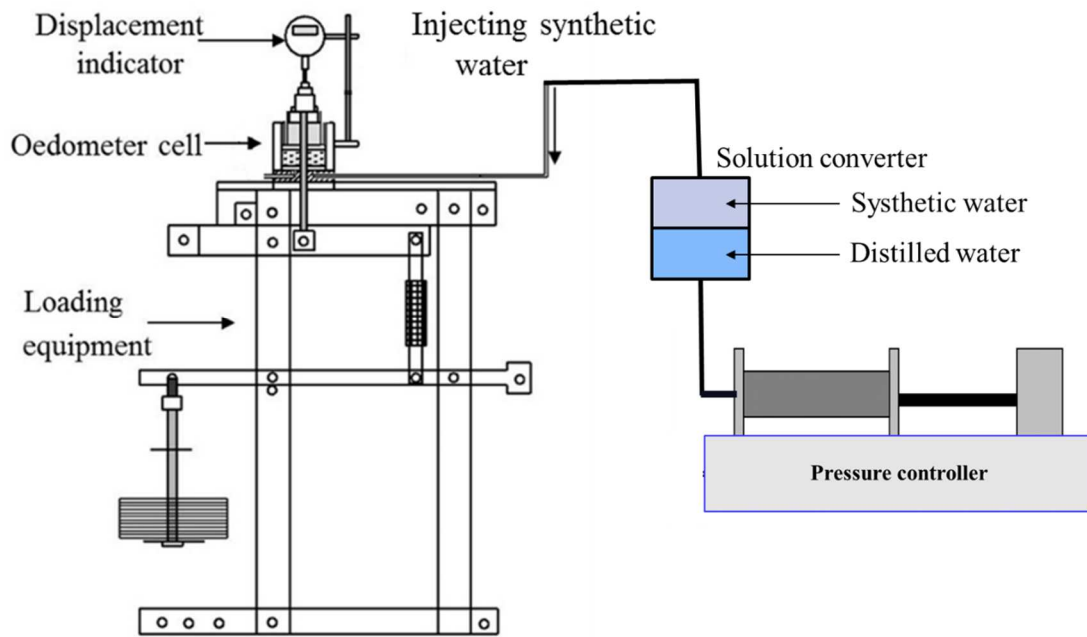 Displacement
indicator
Injecting synthetic
water
Oedometer cell
Solution converter
Systhetic water
Distilled water
Loading
equipment
Pressure controller